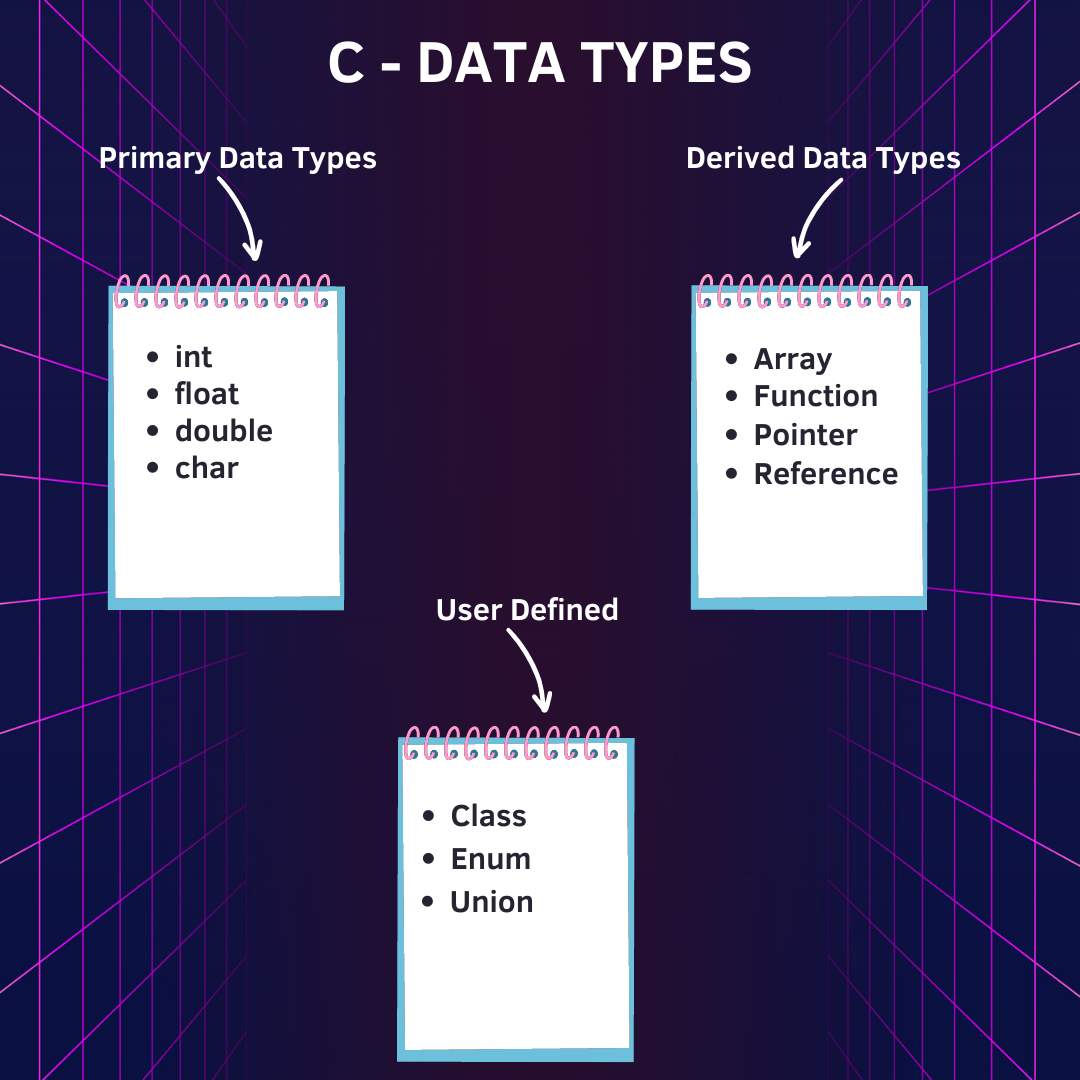 C - DATA TYPES
Primary Data Types
• int
• float
• double
• char
Derived Data Types
• Array
• Function
• Pointer
• Reference
User Defined
• Class
• Enum
• Union